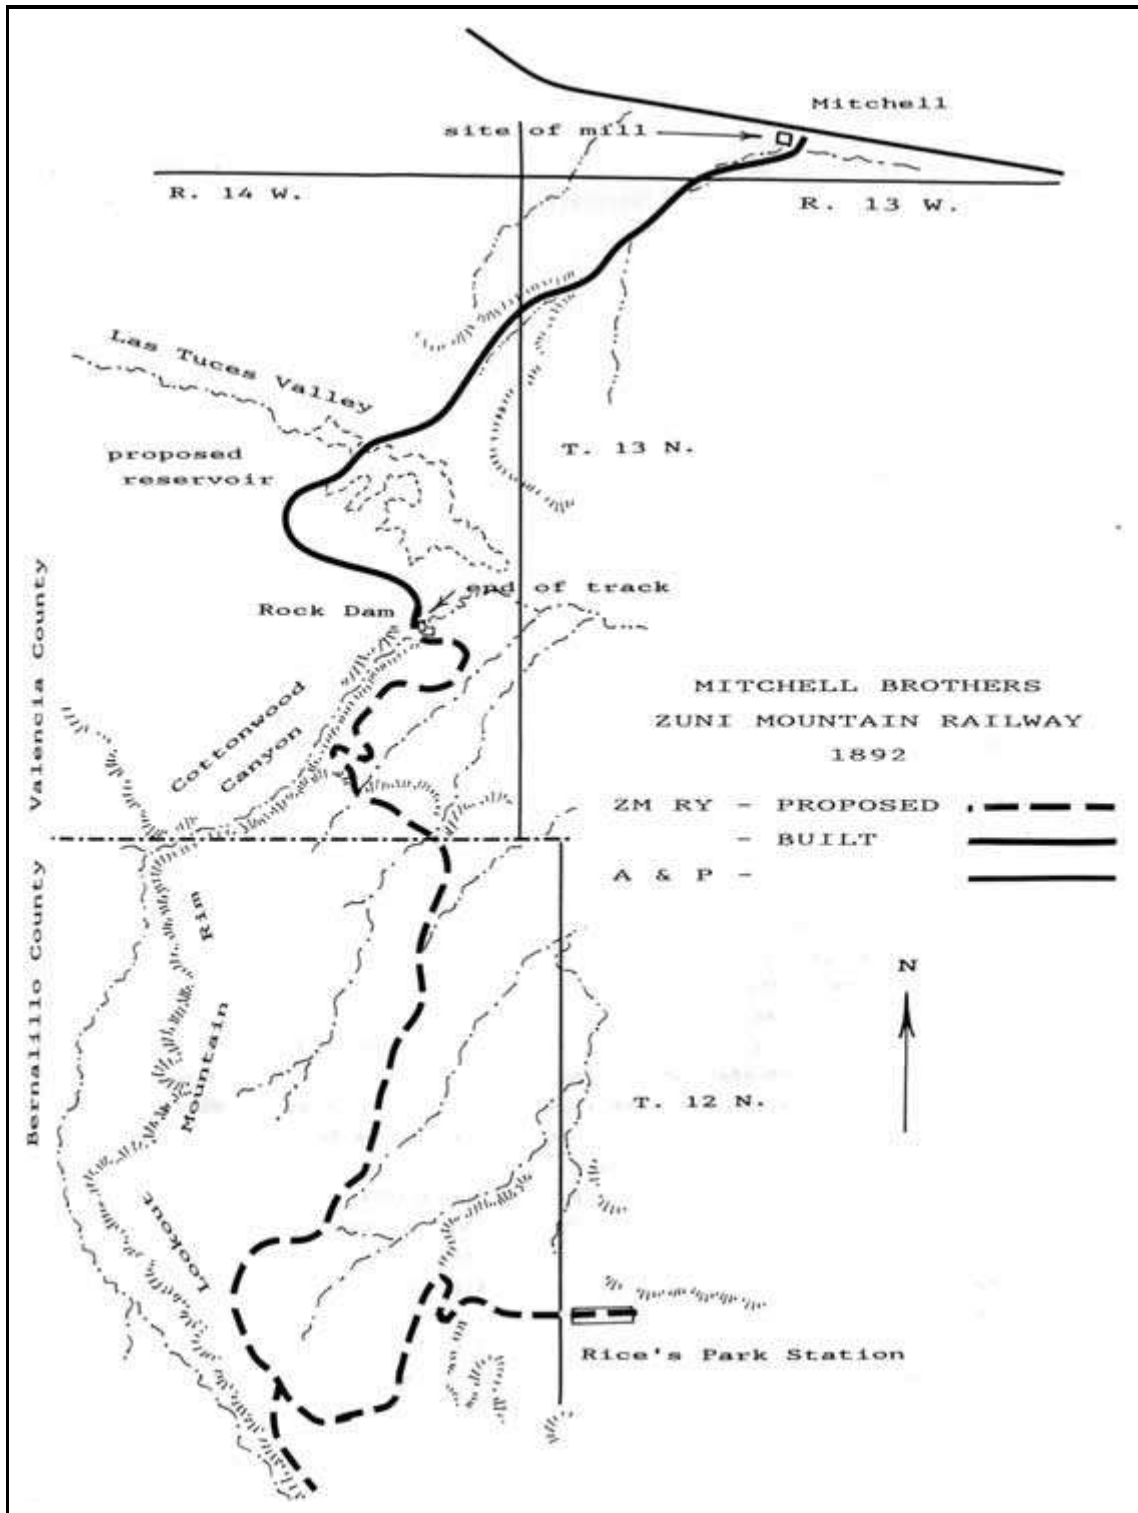 Mitchell
site of mill
R. 14 W.
R. 13 W.
Las Tuces Valley
T. 13 N.
proposed
reservoir
end of track
Rock Dam
Valencia County
Cottonwood
Canyon
MITCHELL BROTHERS
ZUNI MOUNTAIN RAILWAY
1892
ZM RY - PROPOSED
- BUILT
A & P -
Bernalillo County
Rim
Mountain
Lookout
N
T. 12 N.
Rice's Park Station